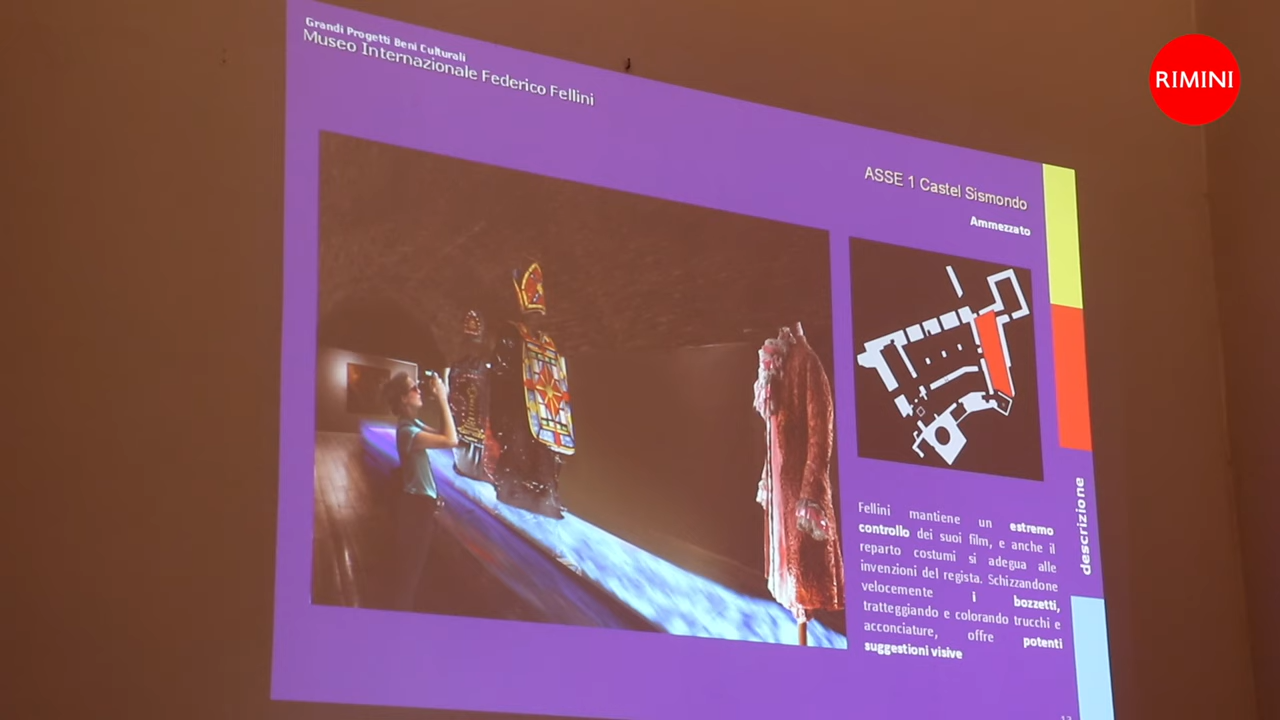 Grandi Progetti Beni Culturali
Museo Internazionale Federico Fellini
RIMINI
ASSE 1 Castel Sismondo
Ammezzato
Fellini mantiene un estremo
controllo dei suoi film, e anche il
reparto costumi si adegua alle
invenzioni del regista. Schizzandone
velocemente i bozzetti,
tratteggiando e colorando trucchi e
acconciature, offre potenti
suggestioni visive
descrizione